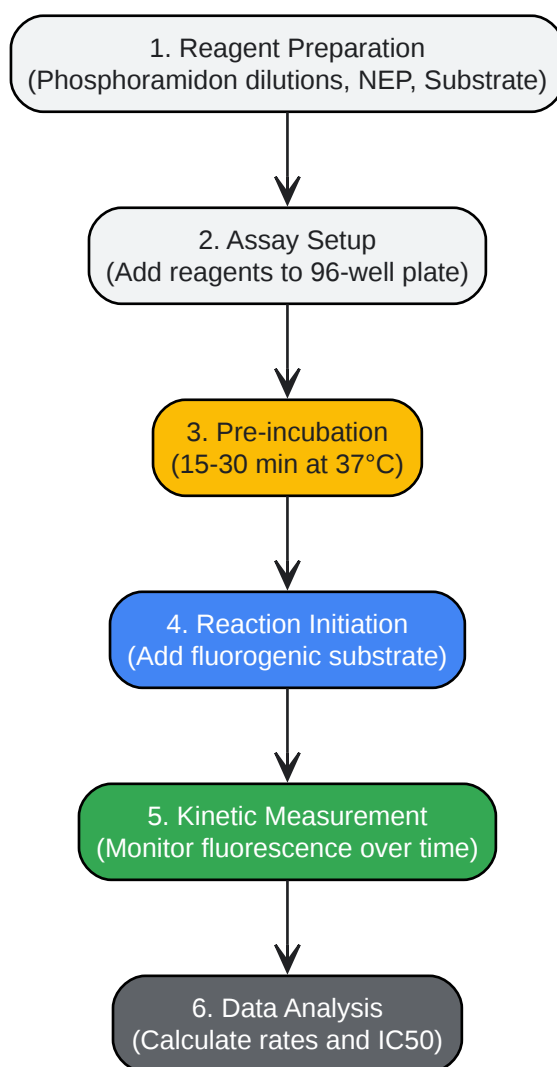 1. Reagent Preparation
(Phosphoramidon dilutions, NEP, Substrate)
2. Assay Setup
(Add reagents to 96-well plate)
3. Pre-incubation
(15-30 min at 37°C)
4. Reaction Initiation
(Add fluorogenic substrate)
5. Kinetic Measurement
(Monitor fluorescence over time)
6. Data Analysis
(Calculate rates and IC50)